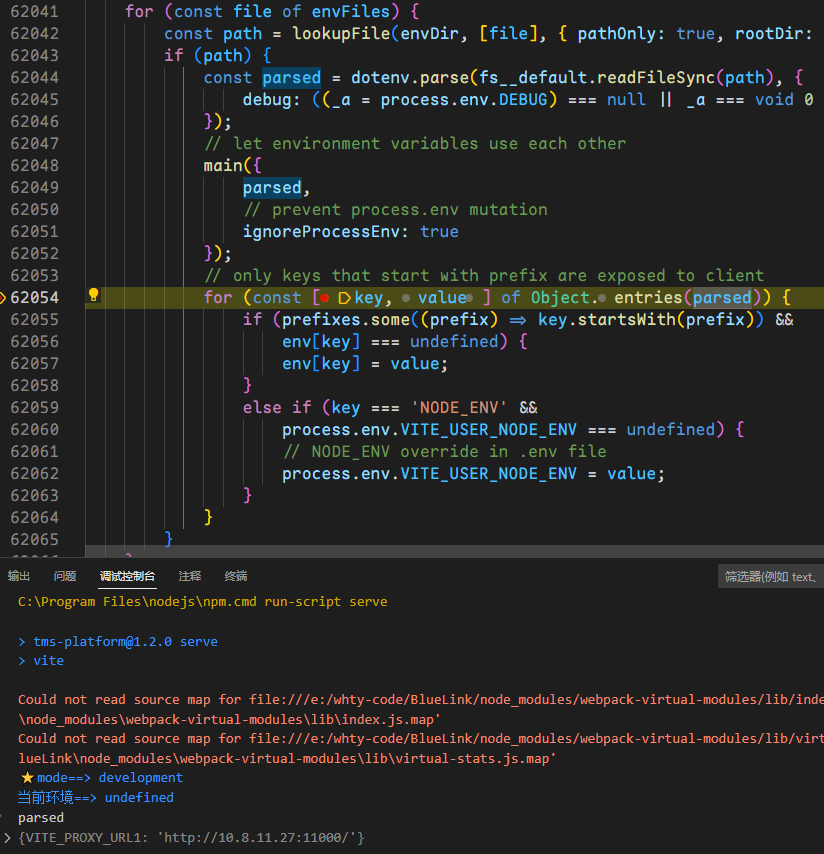 62041 for (const file of envFiles) {
62042 const path = lookupFile(envDir, [file], { pathOnly: true, rootDir:
62043 if (path) {
62044 const parsed = dotenv.parse(fs__default.readFileSync(path), {
62045 debug: ((_a = process.env.DEBUG) === null || _a === void 0
62046 });
62047 // let environment variables use each other
62048 main({
62049 parsed,
62050 // prevent process.env mutation
62051 ignoreProcessEnv: true
62052 });
62053 // only keys that start with prefix are exposed to client
62054 for (const [ key, value ] of Object. entries(parsed)) {
62055 if (prefixes.some((prefix) => key.startsWith(prefix)) &&
62056 env[key] === undefined) {
62057 env[key] = value;
62058 }
62059 else if (key === 'NODE_ENV' &&
62060 process.env.VITE_USER_NODE_ENV === undefined) {
62061 // NODE_ENV override in .env file
62062 process.env.VITE_USER_NODE_ENV = value;
62063 }
62064 }
62065 }
输出 问题 调试控制台 注释 终端 筛选器(例如 text、
C:\Program Files\nodejs\npm.cmd run-script serve
> tms-platform@1.2.0 serve
> vite
Could not read source map for file:///e:/whty-code/BlueLink/node_modules/webpack-virtual-modules/lib/inde
\node_modules\webpack-virtual-modules\lib\index.js.map'
Could not read source map for file:///e:/whty-code/BlueLink/node_modules/webpack-virtual-modules/lib/virt
lueLink\node_modules\webpack-virtual-modules\lib\virtual-stats.js.map'
⭐mode==> development
当前环境==> undefined
parsed
> {VITE_PROXY_URL1: 'http://10.8.11.27:11000/'}